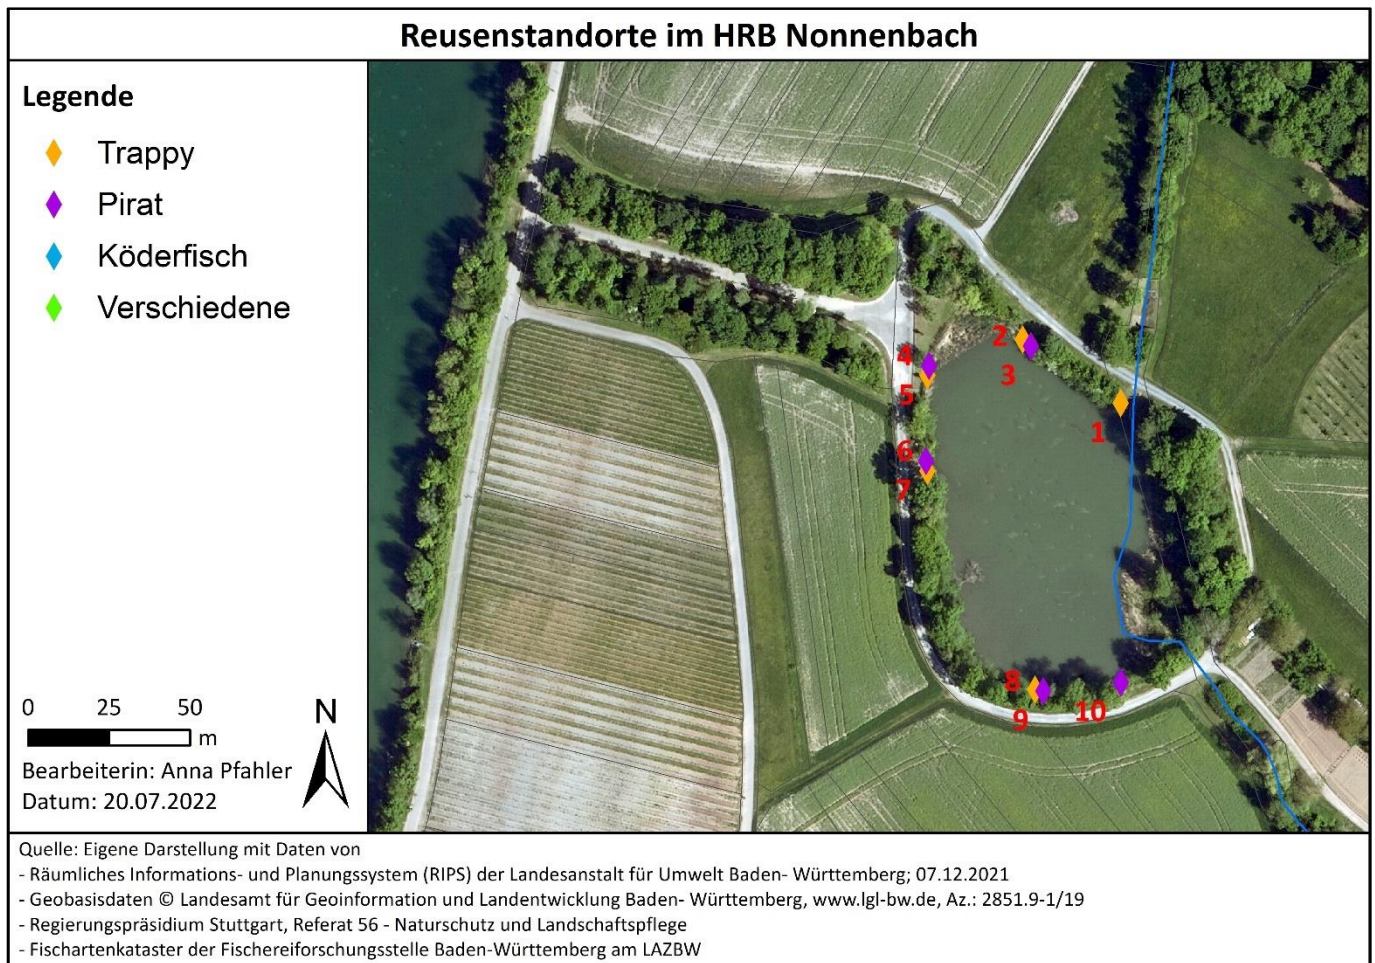 Reusenstandorte im HRB Nonnenbach
Legende
Trappy
Pirat
Köderfisch
Verschiedene
0 25 50
m
N
Bearbeiterin: Anna Pfahler
Datum: 20.07.2022
2
3
4
5
1
6
7
8
9
10
Quelle: Eigene Darstellung mit Daten von
- Räumliches Informations- und Planungssystem (RIPS) der Landesanstalt für Umwelt Baden- Württemberg; 07.12.2021
- Geobasisdaten © Landesamt für Geoinformation und Landentwicklung Baden- Württemberg, www.lgl-bw.de, Az.: 2851.9-1/19
- Regierungspräsidium Stuttgart, Referat 56 - Naturschutz und Landschaftspflege
- Fischartenkataster der Fischereiforschungsstelle Baden-Württemberg am LAZBW